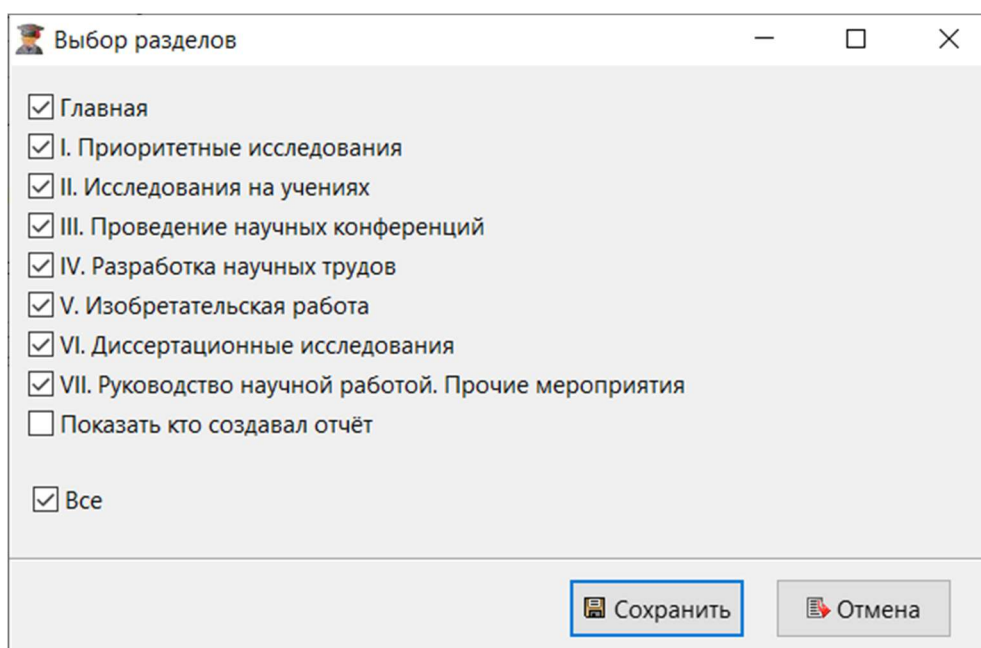 Выбор разделов
Главная
I. Приоритетные исследования
II. Исследования на учениях
III. Проведение научных конференций
IV. Разработка научных трудов
V. Изобретательская работа
VI. Диссертационные исследования
VII. Руководство научной работой. Прочие мероприятия
Показать кто создавал отчёт
Все
Сохранить Отмена